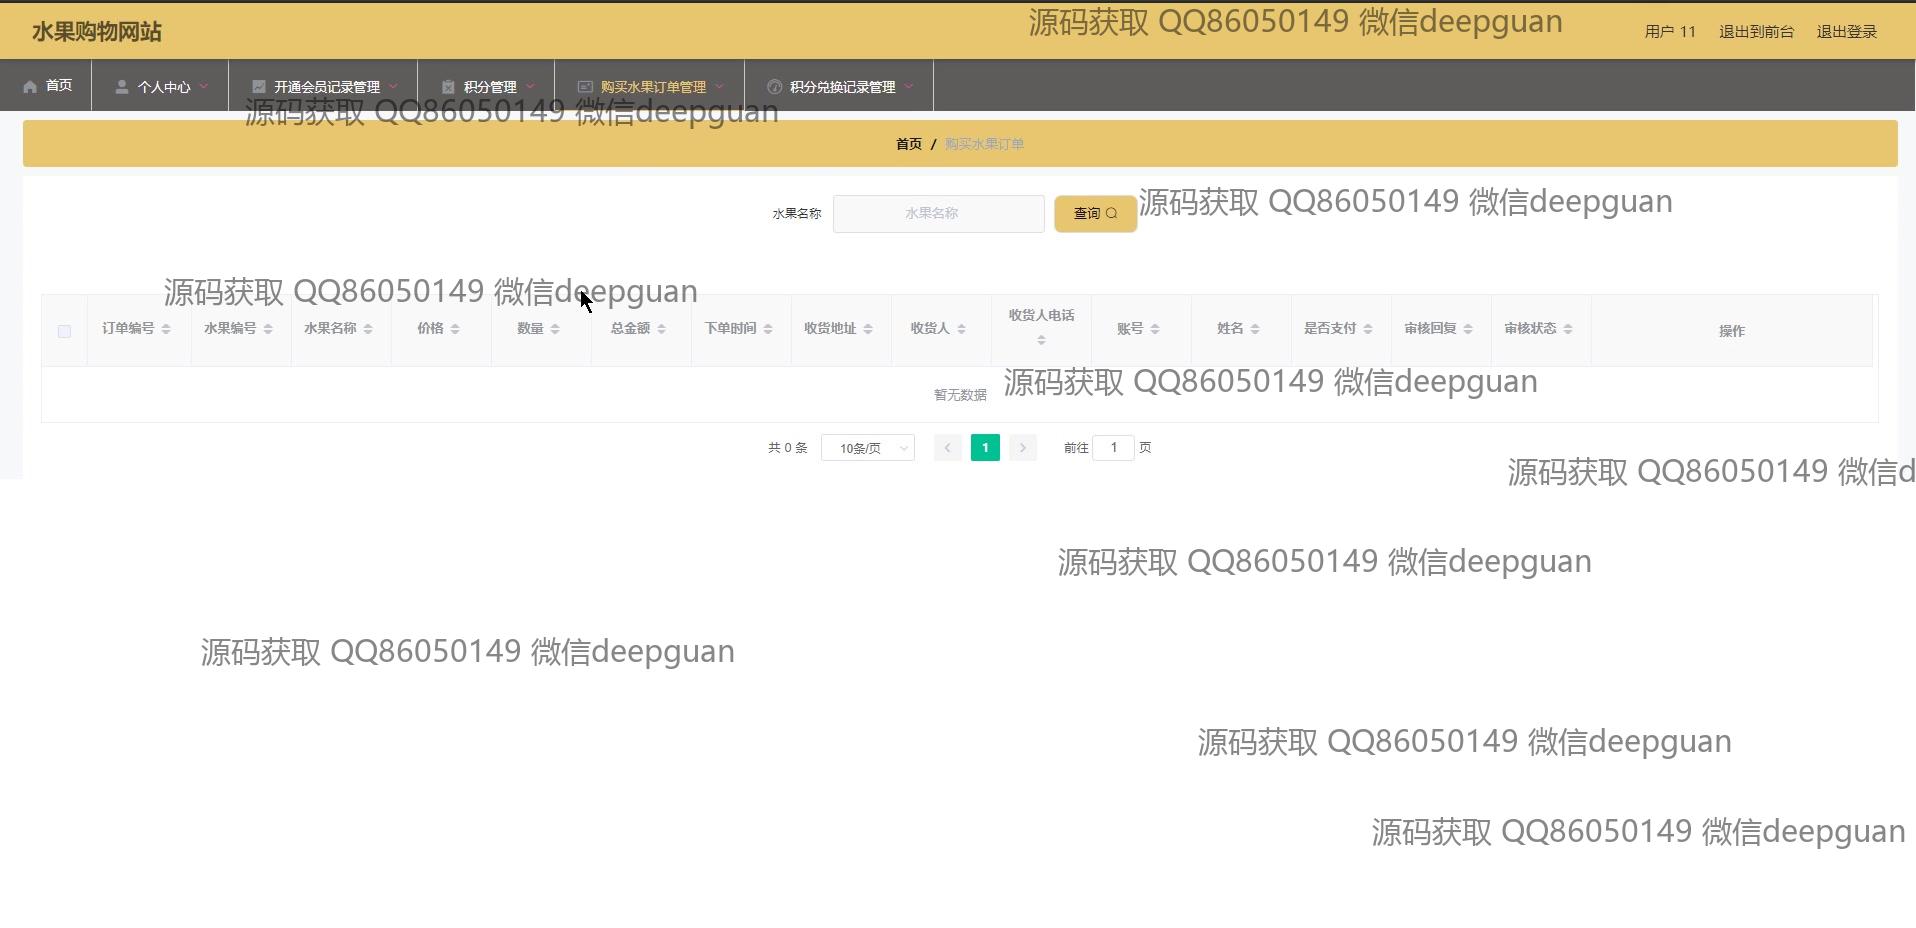 水果购物网站
源码获取 QQ86050149 微信deepguan
用户 11 退出到前台 退出登录
首页 个人中心 开通会员记录管理 积分管理 购买水果订单管理 积分兑换记录管理
源码获取 QQ86050149 微信deepguan
首页 / 购买水果订单
水果名称 水果名称 查询
源码获取 QQ86050149 微信deepguan
源码获取 QQ86050149 微信deepguan
订单编号 水果编号 水果名称 价格 数量 总金额 下单时间 收货地址 收货人 收货人电话 账号 姓名 是否支付 审核回复 审核状态 操作
暂无数据
源码获取 QQ86050149 微信deepguan
共 0 条 10条/页 1 前往 1 页
源码获取 QQ86050149 微信d
源码获取 QQ86050149 微信deepguan
源码获取 QQ86050149 微信deepguan
源码获取 QQ86050149 微信deepguan
源码获取 QQ86050149 微信deepguan